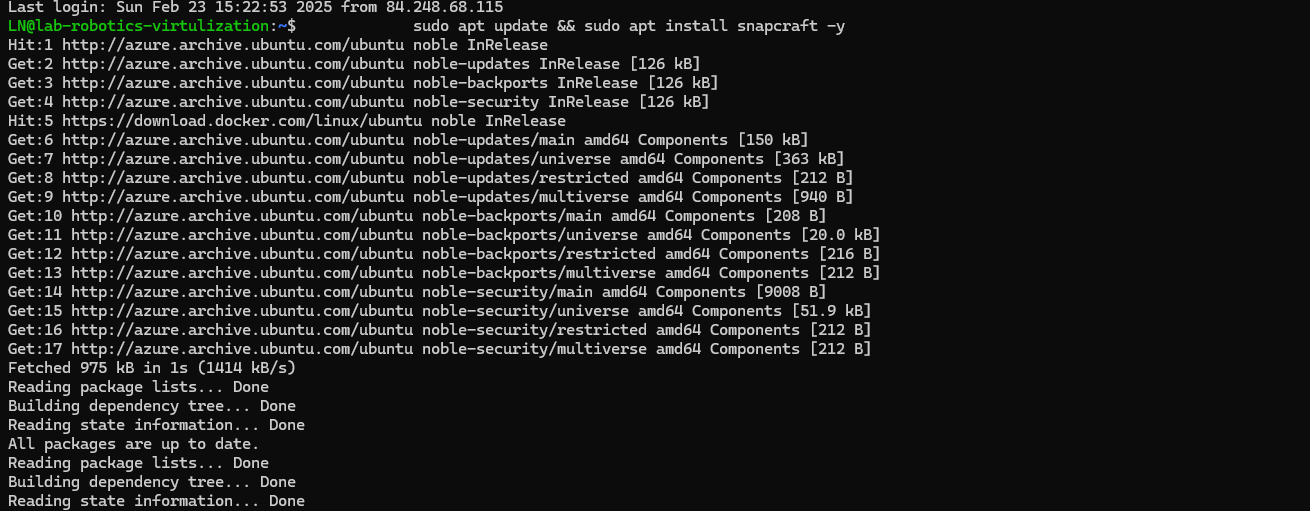 Last login: Sun Feb 23 15:22:53 2025 from 84.248.68.115
LN@lab-robotics-virtulization:~$             sudo apt update && sudo apt install snapcraft -y
Hit:1 http://azure.archive.ubuntu.com/ubuntu noble InRelease
Get:2 http://azure.archive.ubuntu.com/ubuntu noble-updates InRelease [126 kB]
Get:3 http://azure.archive.ubuntu.com/ubuntu noble-backports InRelease [126 kB]
Get:4 http://azure.archive.ubuntu.com/ubuntu noble-security InRelease [126 kB]
Hit:5 https://download.docker.com/linux/ubuntu noble InRelease
Get:6 http://azure.archive.ubuntu.com/ubuntu noble-updates/main amd64 Components [150 kB]
Get:7 http://azure.archive.ubuntu.com/ubuntu noble-updates/universe amd64 Components [363 kB]
Get:8 http://azure.archive.ubuntu.com/ubuntu noble-updates/restricted amd64 Components [212 B]
Get:9 http://azure.archive.ubuntu.com/ubuntu noble-updates/multiverse amd64 Components [940 B]
Get:10 http://azure.archive.ubuntu.com/ubuntu noble-backports/main amd64 Components [208 B]
Get:11 http://azure.archive.ubuntu.com/ubuntu noble-backports/universe amd64 Components [20.0 kB]
Get:12 http://azure.archive.ubuntu.com/ubuntu noble-backports/restricted amd64 Components [216 B]
Get:13 http://azure.archive.ubuntu.com/ubuntu noble-backports/multiverse amd64 Components [212 B]
Get:14 http://azure.archive.ubuntu.com/ubuntu noble-security/main amd64 Components [9008 B]
Get:15 http://azure.archive.ubuntu.com/ubuntu noble-security/universe amd64 Components [51.9 kB]
Get:16 http://azure.archive.ubuntu.com/ubuntu noble-security/restricted amd64 Components [212 B]
Get:17 http://azure.archive.ubuntu.com/ubuntu noble-security/multiverse amd64 Components [212 B]
Fetched 975 kB in 1s (1414 kB/s)
Reading package lists... Done
Building dependency tree... Done
Reading state information... Done
All packages are up to date.
Reading package lists... Done
Building dependency tree... Done
Reading state information... Done